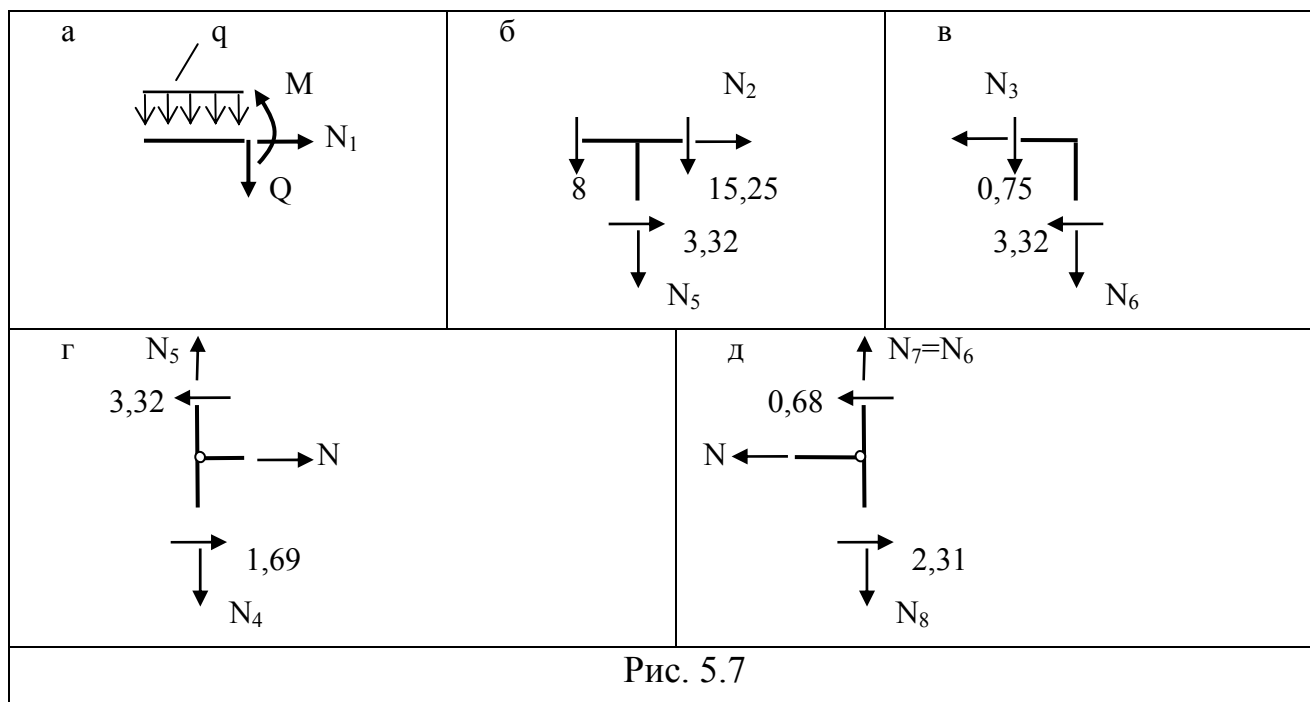 а
q
M
N₁
Q
б
N₂
8
15,25
3,32
N₅
в
N₃
0,75
3,32
N₆
г
N₅
3,32
N
1,69
N₄
д
N₇=N₆
0,68
N
2,31
N₈
Рис. 5.7